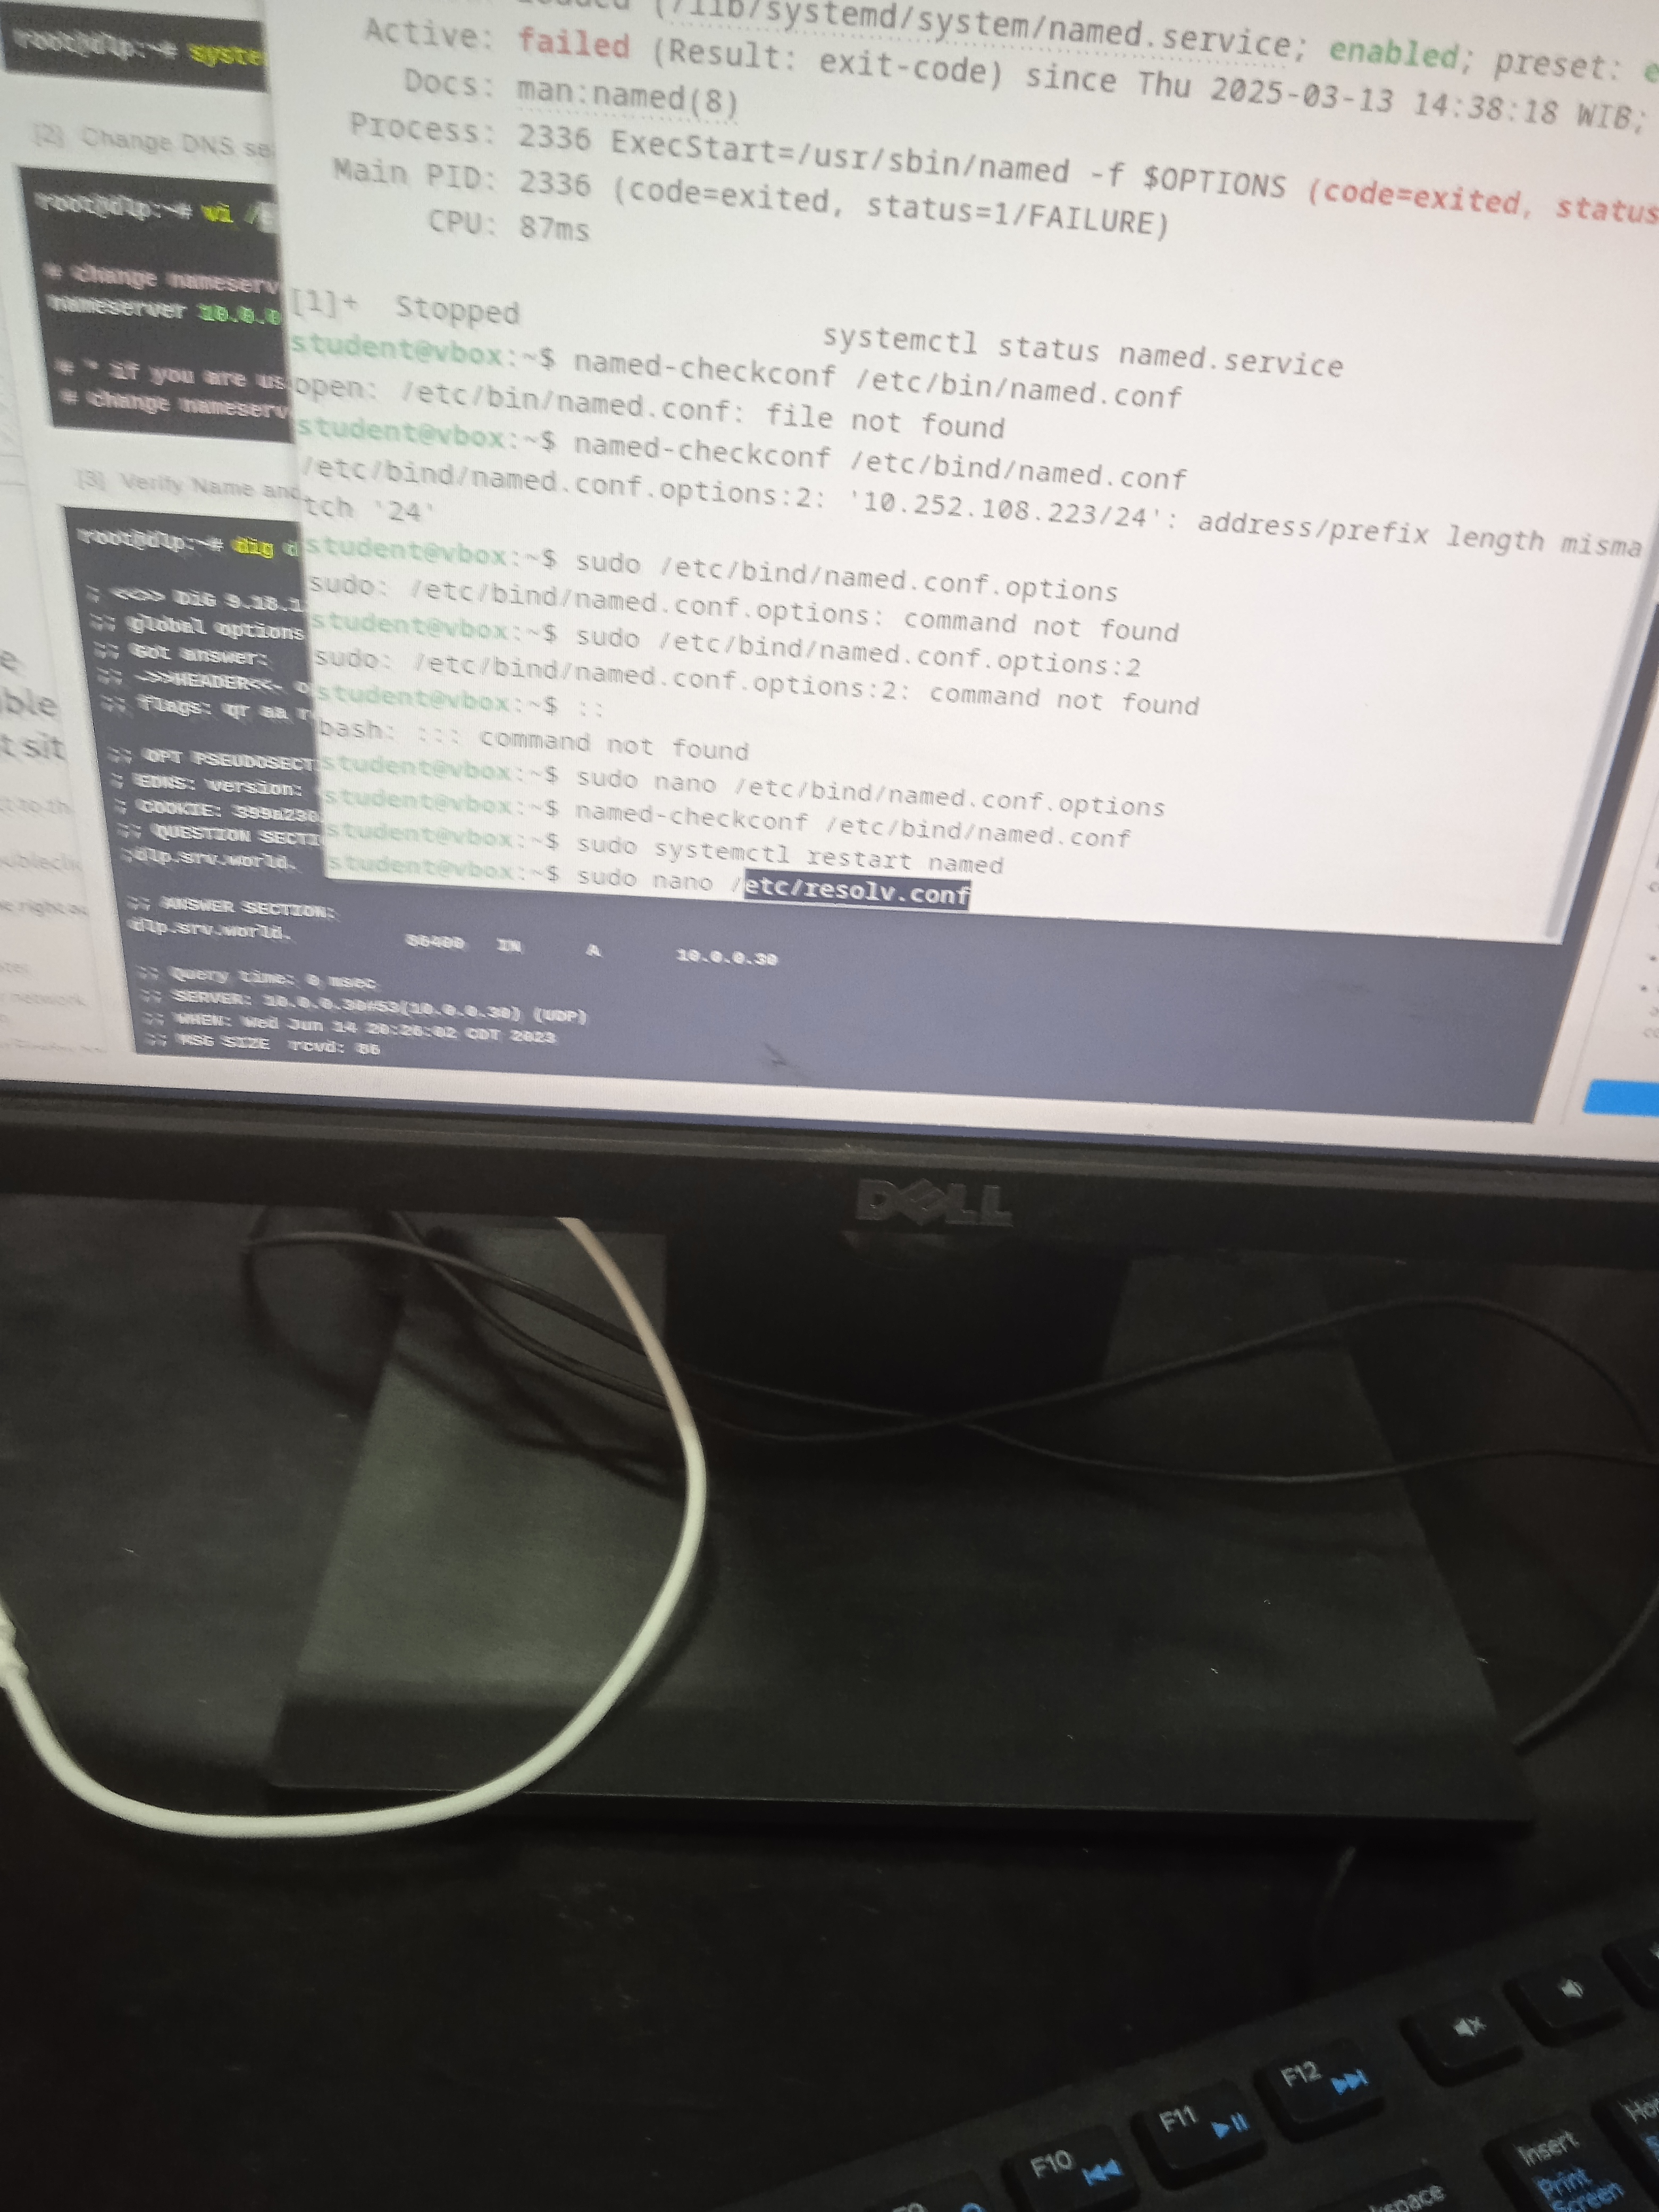 (/lib/systemd/system/named.service; enabled; preset: e
Active: failed (Result: exit-code) since Thu 2025-03-13 14:38:18 WIB;
Docs: man:named(8)
Process: 2336 ExecStart=/usr/sbin/named -f $OPTIONS (code=exited, status
Main PID: 2336 (code=exited, status=1/FAILURE)
CPU: 87ms
[1]+ Stopped systemctl status named.service
student@vbox:~$ named-checkconf /etc/bin/named.conf
open: /etc/bin/named.conf: file not found
student@vbox:~$ named-checkconf /etc/bind/named.conf
/etc/bind/named.conf.options:2: '10.252.108.223/24': address/prefix length misma
tch '24'
student@vbox:~$ sudo /etc/bind/named.conf.options
sudo: /etc/bind/named.conf.options: command not found
student@vbox:~$ sudo /etc/bind/named.conf.options:2
sudo: /etc/bind/named.conf.options:2: command not found
student@vbox:~$ ::
bash: ::: command not found
student@vbox:~$ sudo nano /etc/bind/named.conf.options
student@vbox:~$ named-checkconf /etc/bind/named.conf
student@vbox:~$ sudo systemctl restart named
student@vbox:~$ sudo nano /etc/resolv.conf
root@dlp:~# syste
[2] Change DNS se
root@dlp:~# vi /
# change nameserv
nameserver 10.0.0
# * if you are us
# change nameserv
[3] Verify Name and
root@dlp:~# dig d
; <<>> DiG 9.18.1
;; global options
;; Got answer:
;; ->>HEADER<<- o
;; flags: qr aa r
;; OPT PSEUDOSECT
; EDNS: version:
; COOKIE:
;; QUESTION SECTI
;dlp.srv.world.
;; ANSWER SECTION:
dlp.srv.world. 86400 IN A 10.0.0.30
;; Query time: 0 msec
;; SERVER: 10.0.0.30#53(10.0.0.30) (UDP)
;; WHEN: Wed Jun 14 20:26:02 CDT 2023
;; MSG SIZE rcvd: 86
DELL
F10
F11
F12
Insert
Print
Screen